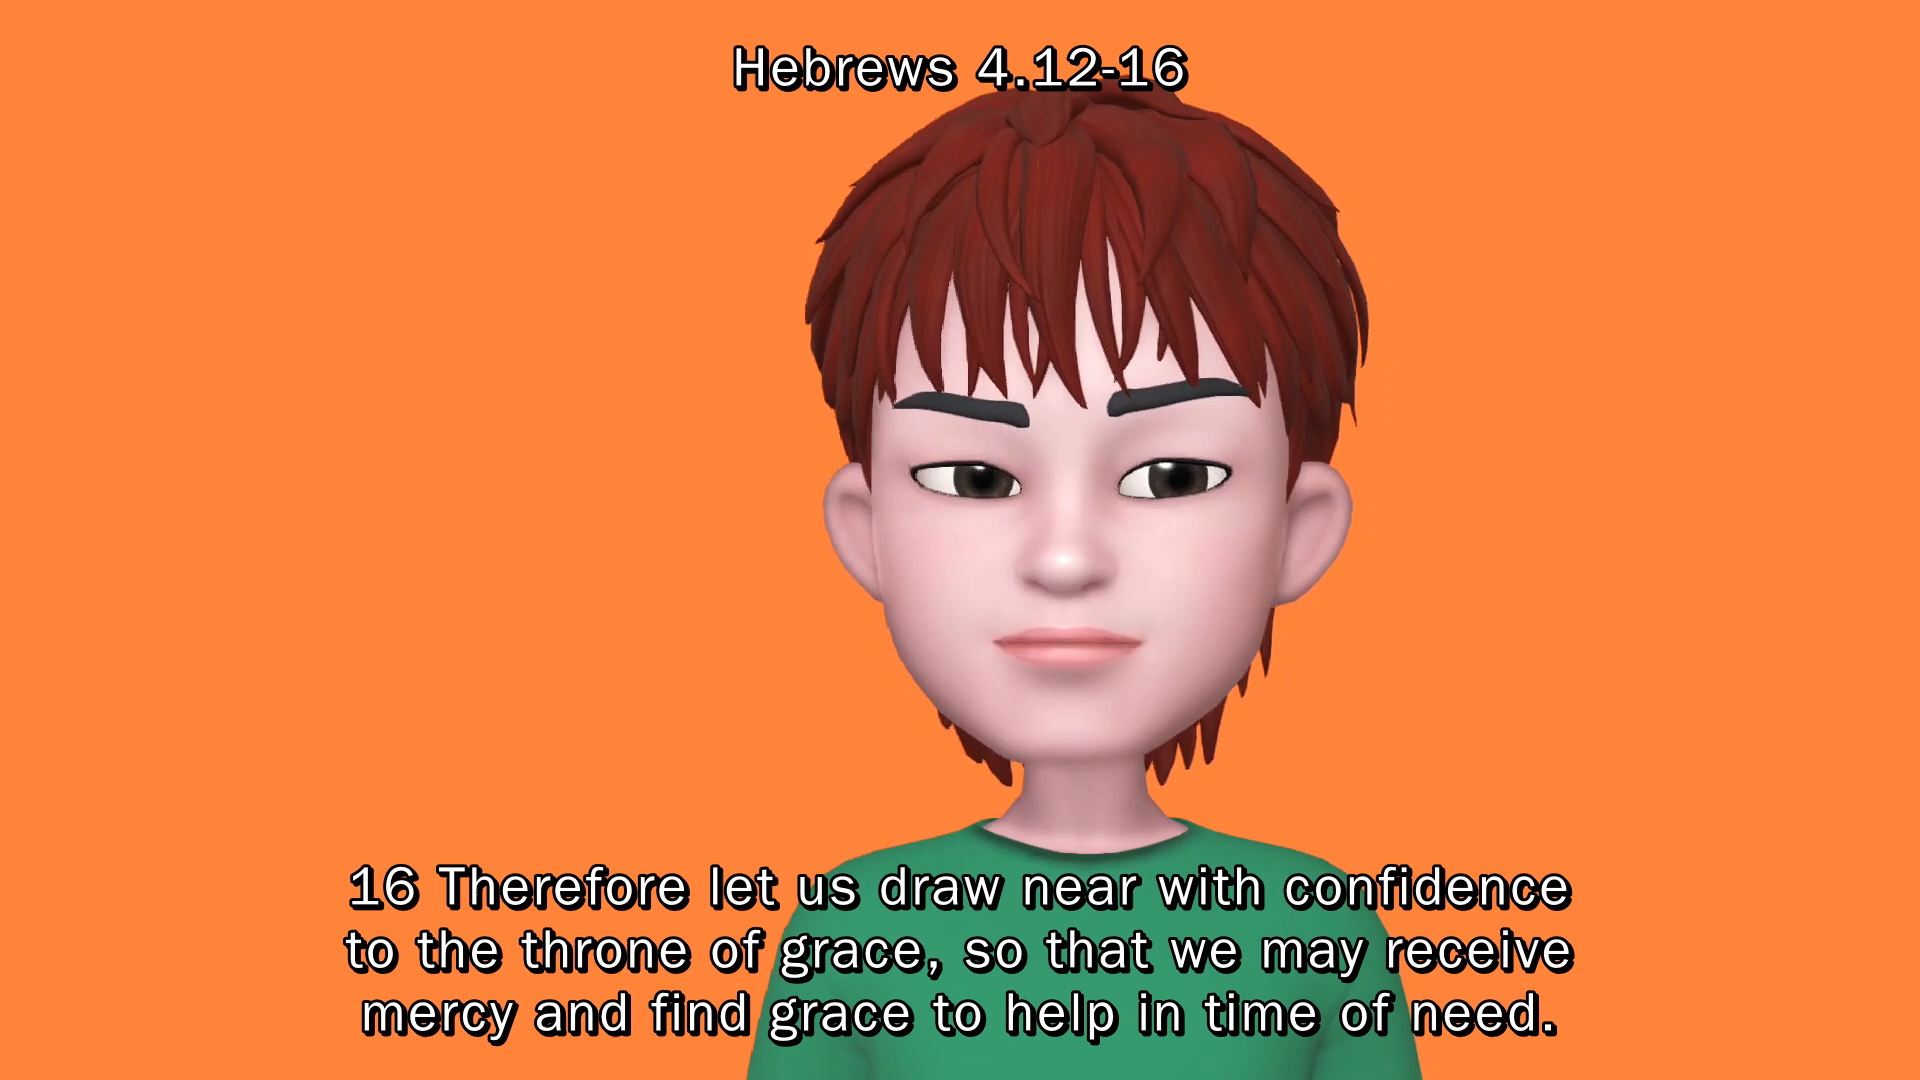 Hebrews 4.12-16
16 Therefore let us draw near with confidence
to the throne of grace, so that we may receive
mercy and find grace to help in time of need.